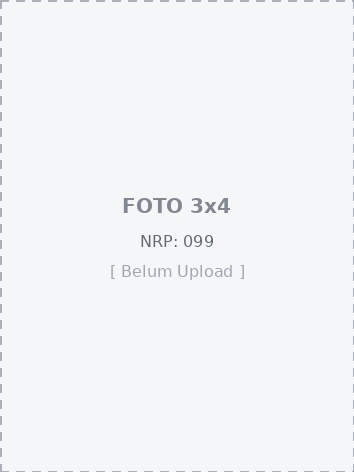 FOTO 3x4
NRP: 099
[ Belum Upload ]